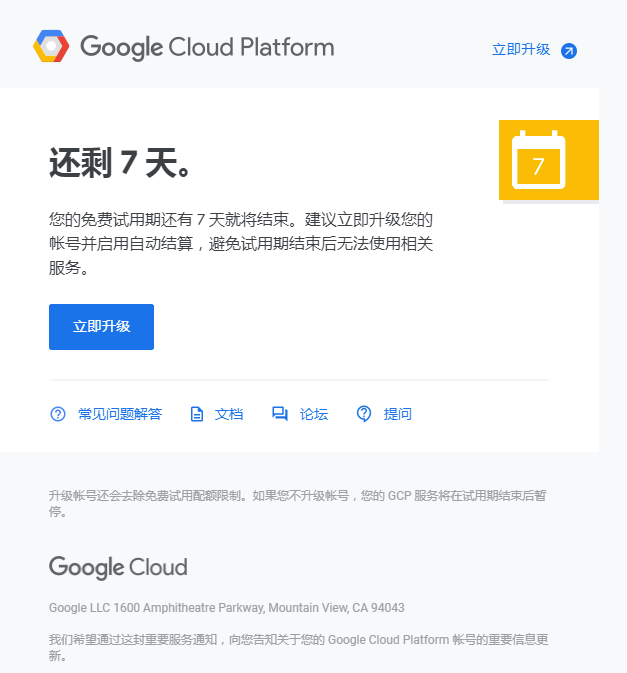 Google Cloud Platform
立即升级
还剩 7 天。
7
您的免费试用期还有 7 天就将结束。建议立即升级您的
帐号并启用自动结算，避免试用期结束后无法使用相关
服务。
立即升级
常见问题解答 文档 论坛 提问
升级帐号还会去除免费试用配额限制。如果您不升级帐号，您的 GCP 服务将在试用期结束后暂
停。
Google Cloud
Google LLC 1600 Amphitheatre Parkway, Mountain View, CA 94043
我们希望通过这封重要服务通知，向您告知关于您的 Google Cloud Platform 帐号的重要信息更
新。